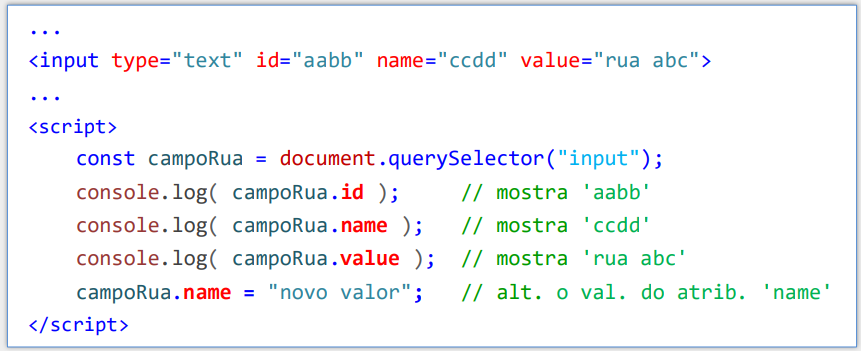 ...
<input type="text" id="aabb" name="ccdd" value="rua abc">
...
<script>
    const campoRua = document.querySelector("input");
    console.log( campoRua.id );     // mostra 'aabb'
    console.log( campoRua.name );   // mostra 'ccdd'
    console.log( campoRua.value );  // mostra 'rua abc'
    campoRua.name = "novo valor";   // alt. o val. do atrib. 'name'
</script>